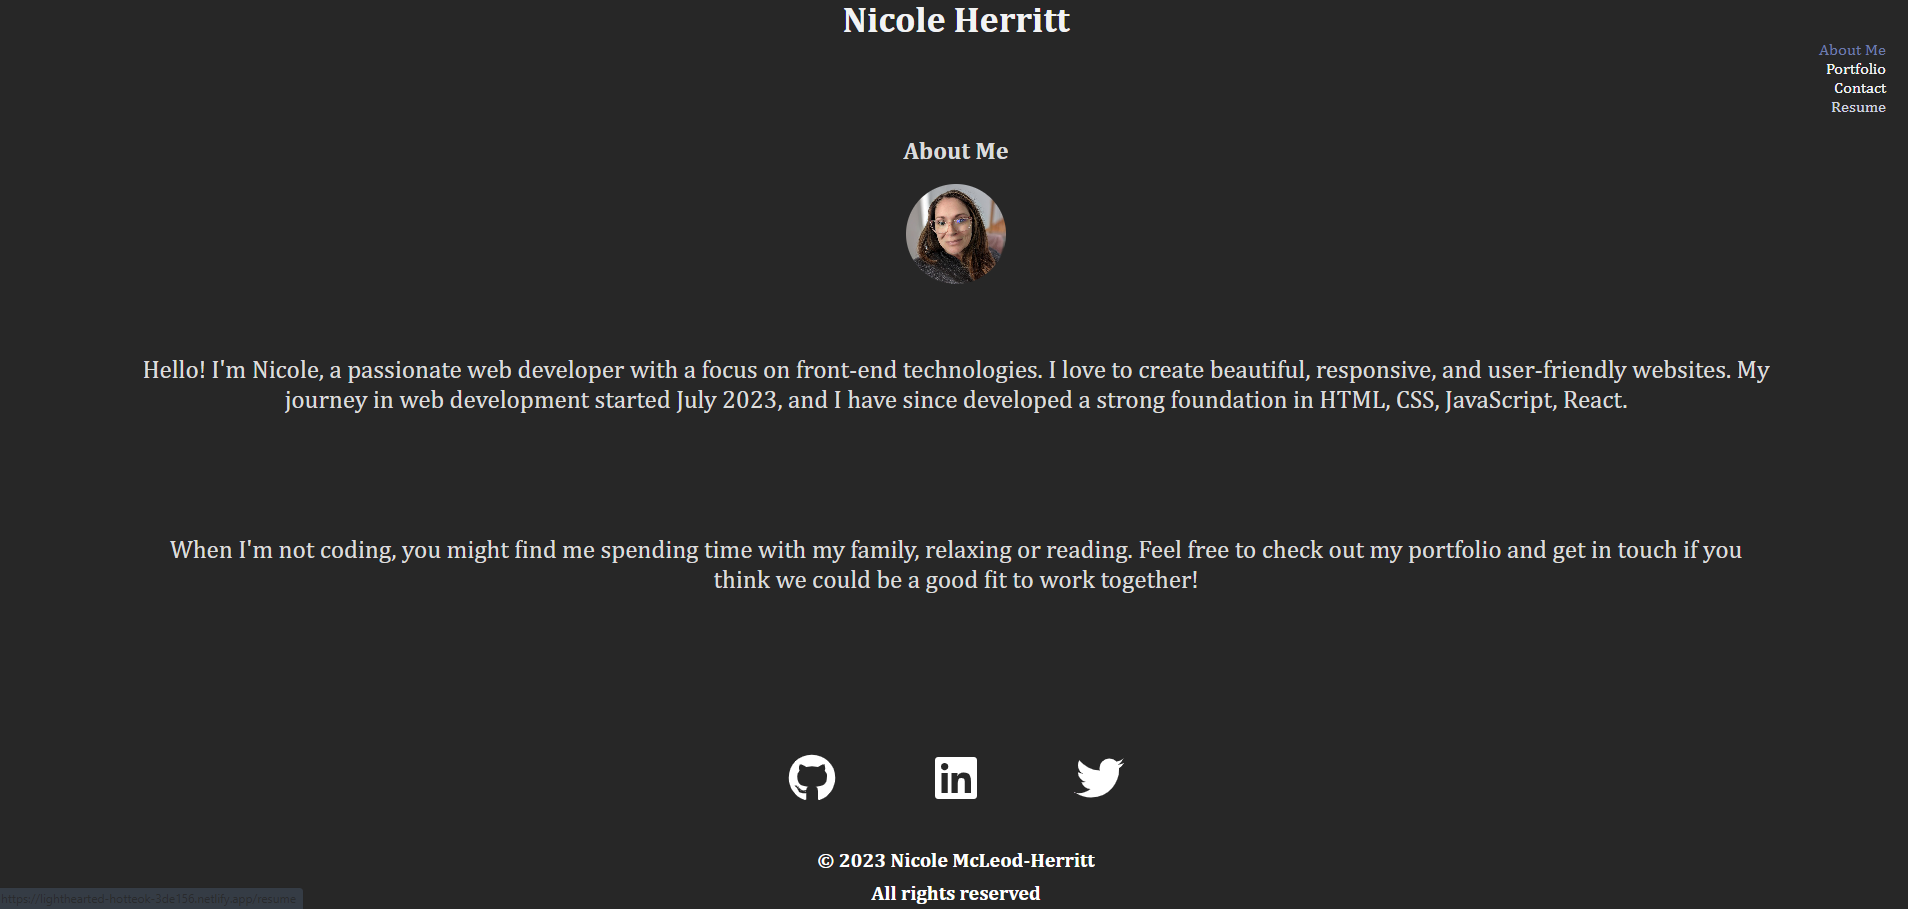 Nicole Herritt
About Me
Portfolio
Contact
Resume
About Me
Hello! I'm Nicole, a passionate web developer with a focus on front-end technologies. I love to create beautiful, responsive, and user-friendly websites. My
journey in web development started July 2023, and I have since developed a strong foundation in HTML, CSS, JavaScript, React.
When I'm not coding, you might find me spending time with my family, relaxing or reading. Feel free to check out my portfolio and get in touch if you
think we could be a good fit to work together!
in
© 2023 Nicole McLeod-Herritt
All rights reserved
https://lighthearted-hotteok-3de156.netlify.app/resume